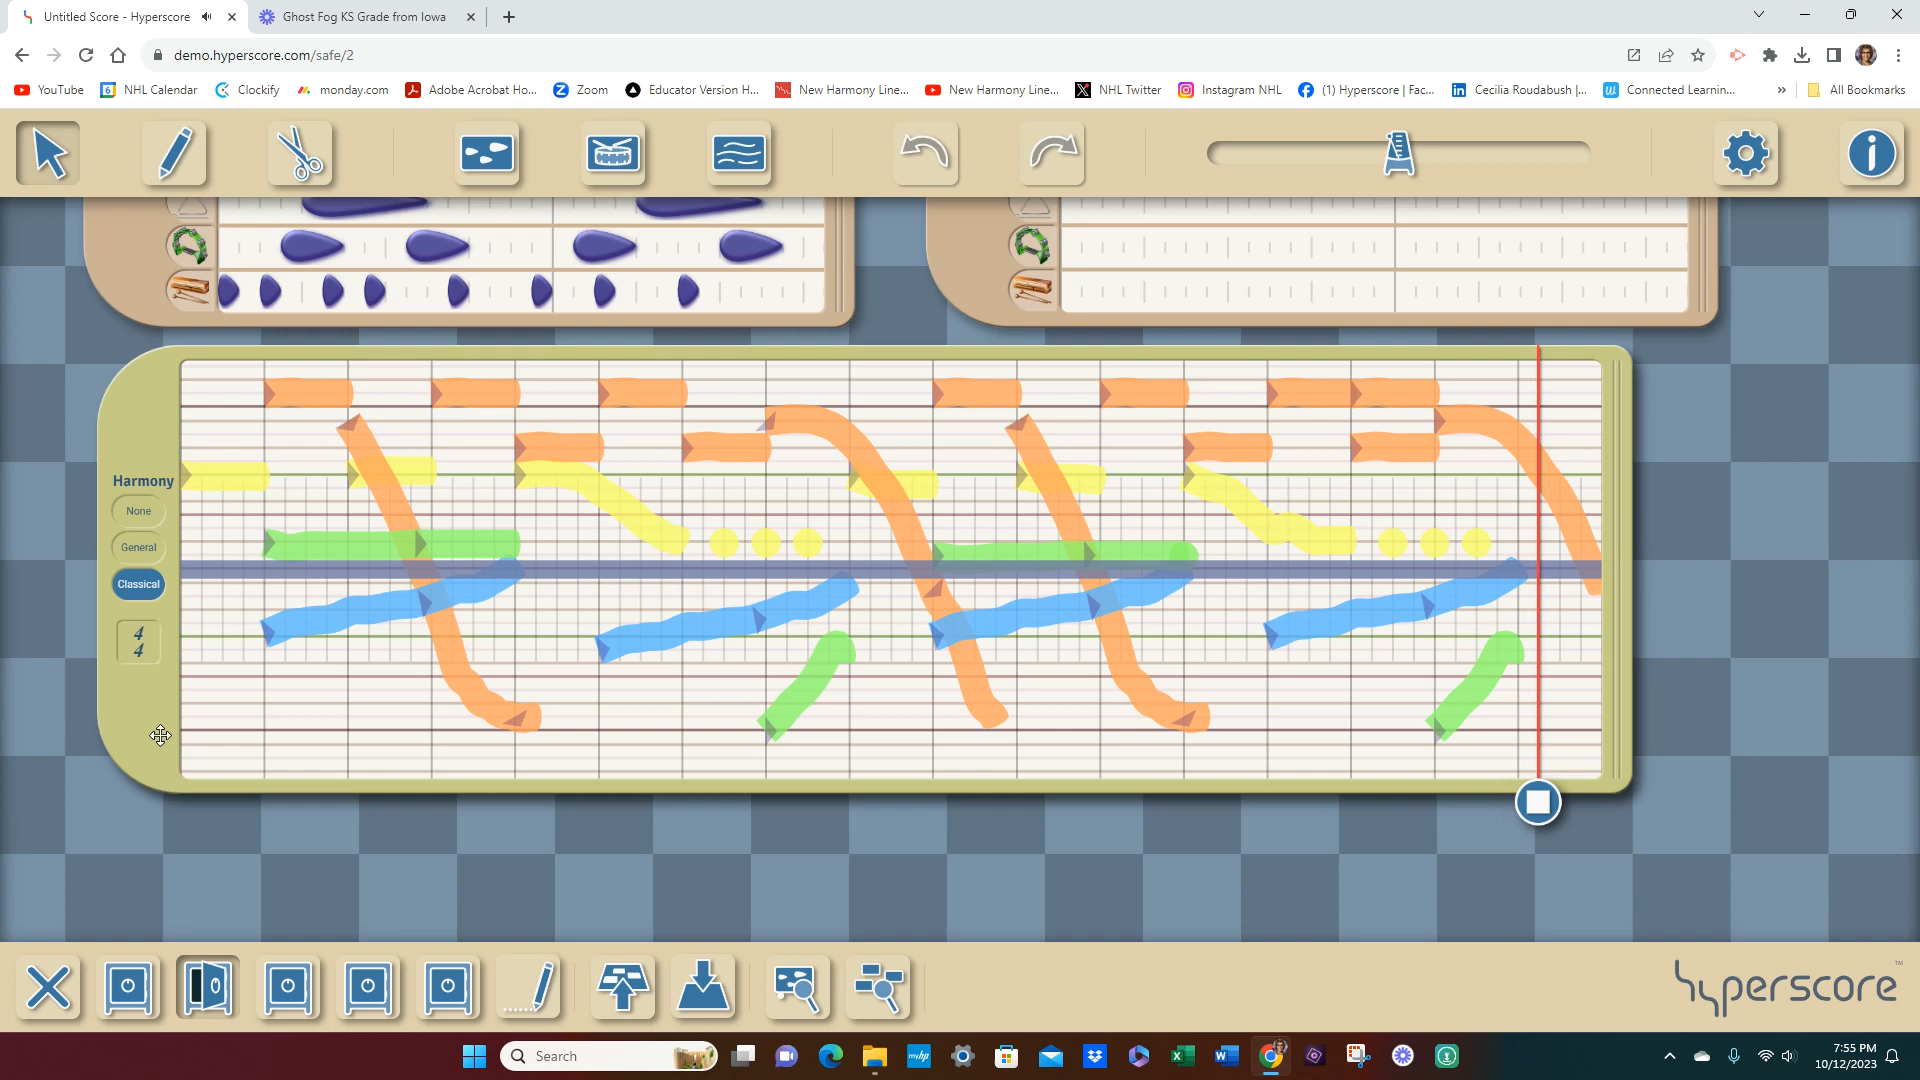 Untitled Score - Hyperscore
Ghost Fog KS Grade from Iowa
demo.hyperscore.com/safe/2
YouTube
6
NHL Calendar
Clockify
monday.com
Adobe Acrobat Ho...
Zoom
Educator Version H...
New Harmony Line...
New Harmony Line...
NHL Twitter
Instagram NHL
(1) Hyperscore | Fac...
Cecilia Roudabush |...
Connected Learnin...
»
All Bookmarks
Harmony
None
General
Classical
4
4
hyperscore™
Search
myhp
7:55 PM
10/12/2023